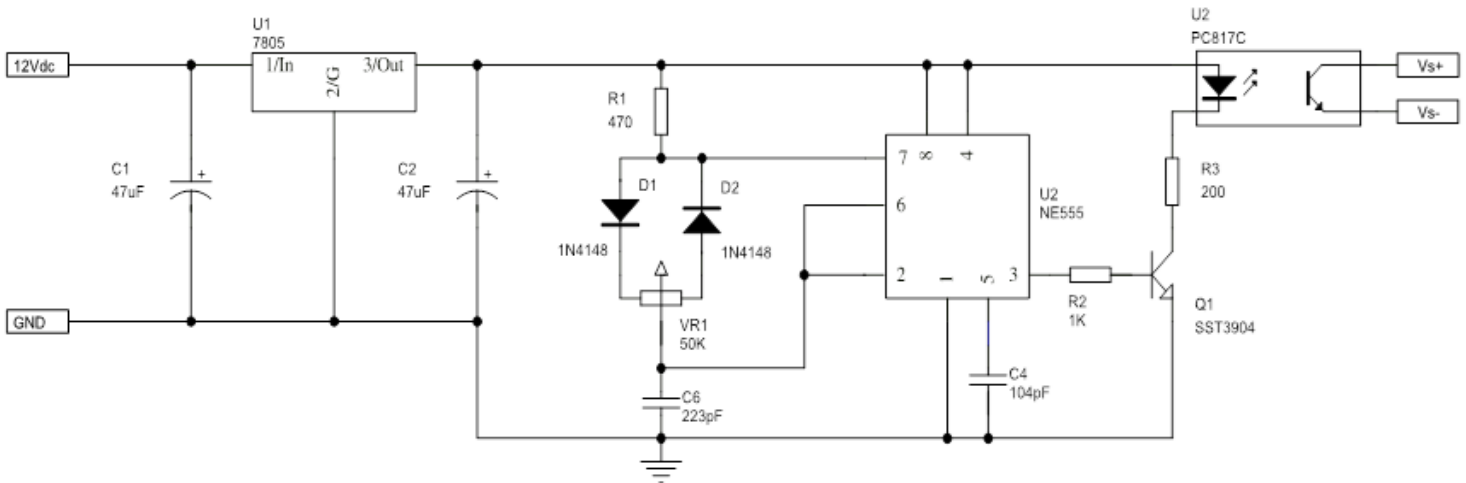 U1
7805
12Vdc
1/In
2/G
3/Out
C1
47uF
+
C2
47uF
+
GND
R1
470
D1
1N4148
D2
1N4148
VR1
50K
C6
223pF
7
8
4
6
2
1
5
3
U2
NE555
C4
104pF
R2
1K
U2
PC817C
Vs+
Vs-
R3
200
Q1
SST3904